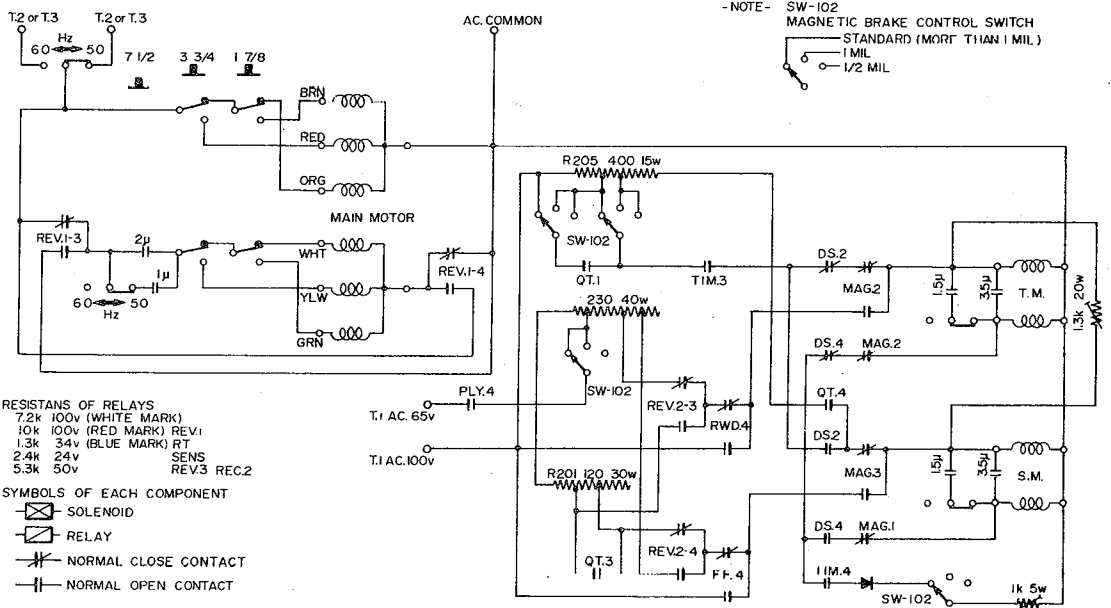 T.2 or T.3
T.2 or T.3
Hz
60 50
7 1/2
3 3/4
1 7/8
AC. COMMON
-NOTE- SW-102
MAGNETIC BRAKE CONTROL SWITCH
STANDARD (MORE THAN 1 MIL)
1 MIL
1/2 MIL
BRN
RED
ORG
MAIN MOTOR
REV.1-3
2µ
1µ
60 50
Hz
WHT
YLW
GRN
REV.1-4
R205 400 15w
SW-102
QT.1
TIM.3
DS.2
MAG.2
1.5µ
3.5µ
T.M.
1.3k 20w
230 40w
SW-102
DS.4 MAG.2
PLY.4
T.1 AC. 65v
REV.2-3
RWD.4
QT.4
T.1 AC.100v
DS.2
MAG.3
1.5µ
3.5µ
S.M.
R201 120 30w
QT.3
REV.2-4
FF.4
DS.4 MAG.1
TIM.4
SW-102
1k 5w
RESISTANS OF RELAYS
7.2k 100v (WHITE MARK)
10k 100v (RED MARK) REV.1
1.3k 34v (BLUE MARK) RT
2.4k 24v SENS
5.3k 50v REV.3 REC.2
SYMBOLS OF EACH COMPONENT
SOLENOID
RELAY
NORMAL CLOSE CONTACT
NORMAL OPEN CONTACT